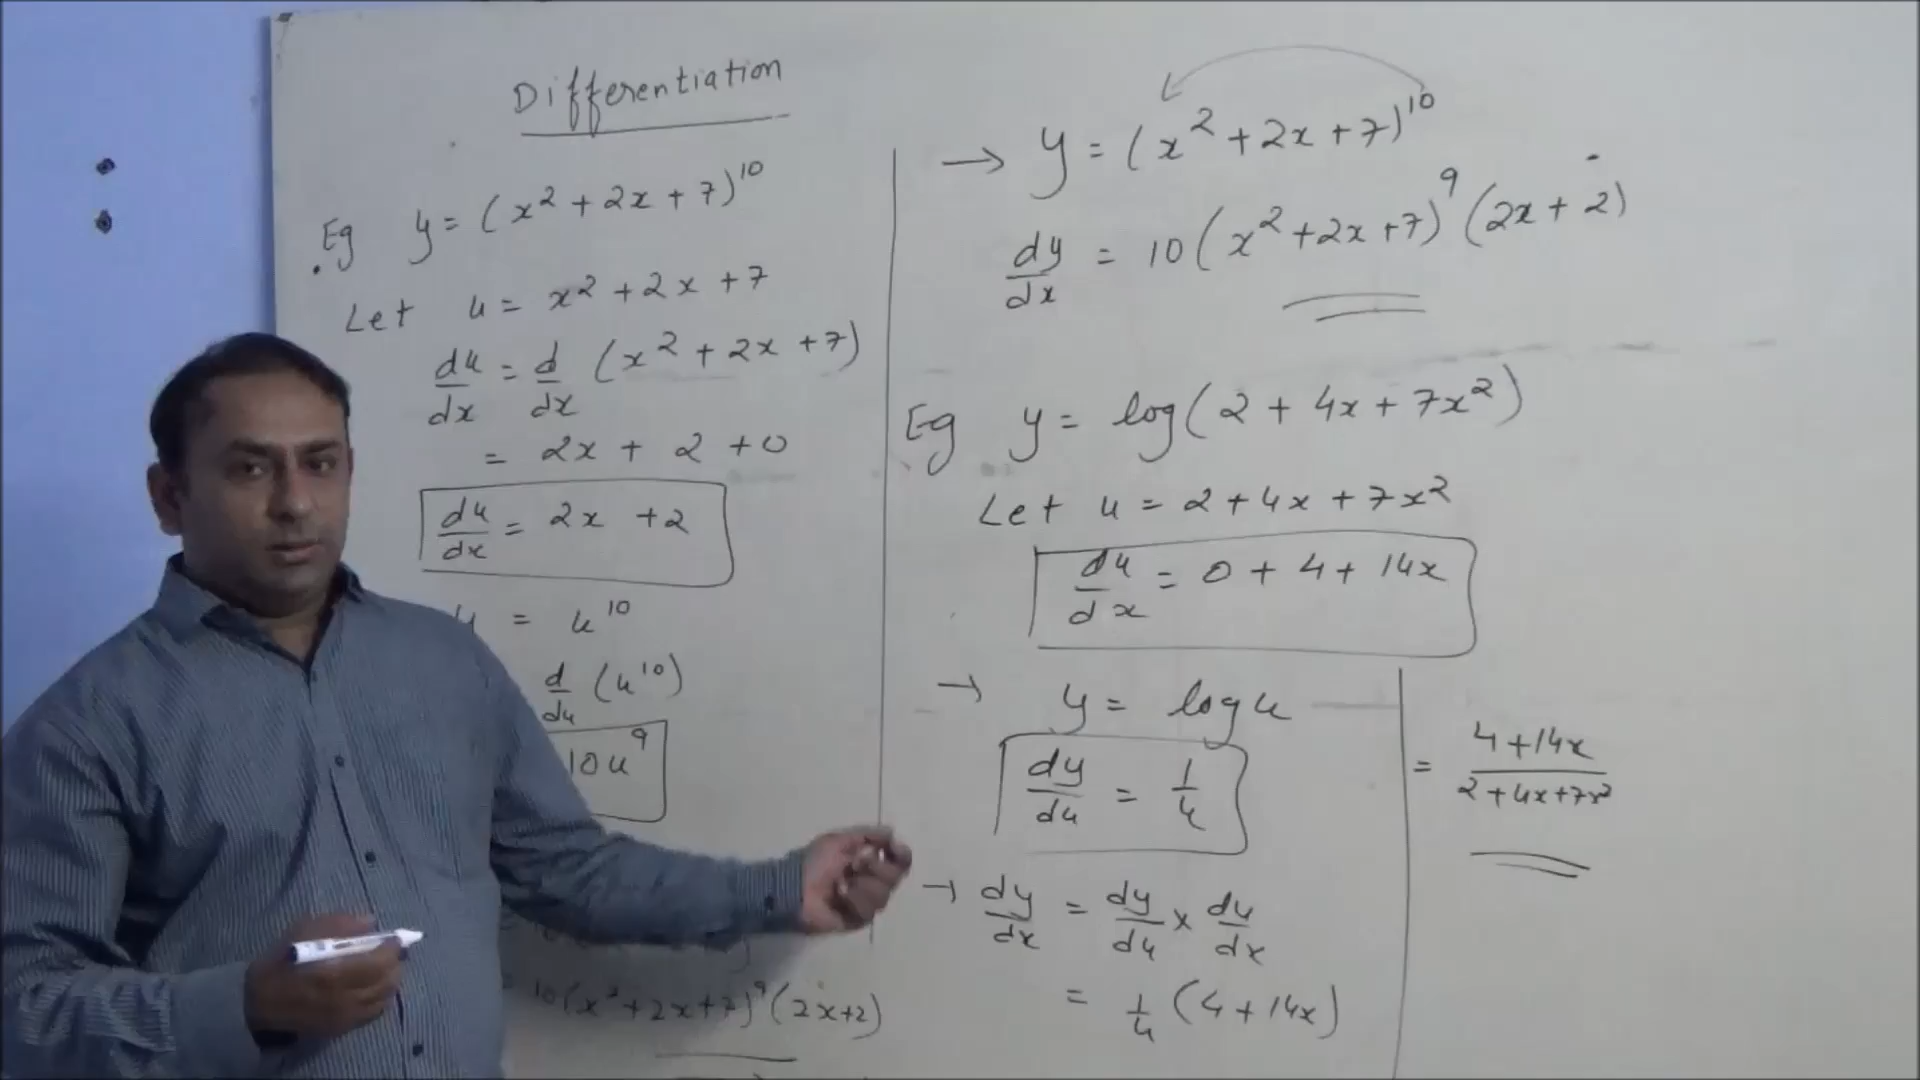 Differentiation
Eg y = (x² + 2x + 7)¹⁰
Let u = x² + 2x + 7
du/dx = d/dx (x² + 2x + 7)
= 2x + 2 + 0
du/dx = 2x + 2
= u¹⁰
d/du (u¹⁰)
10u⁹
= 10(x² + 2x + 7)⁹ (2x + 2)
→ y = (x² + 2x + 7)¹⁰
dy/dx = 10(x² + 2x + 7)⁹ (2x + 2)
Eg y = log(2 + 4x + 7x²)
Let u = 2 + 4x + 7x²
du/dx = 0 + 4 + 14x
→ y = log u
dy/du = 1/u
→ dy/dx = dy/du × du/dx
= 1/u (4 + 14x)
= 4 + 14x / 2 + 4x + 7x²